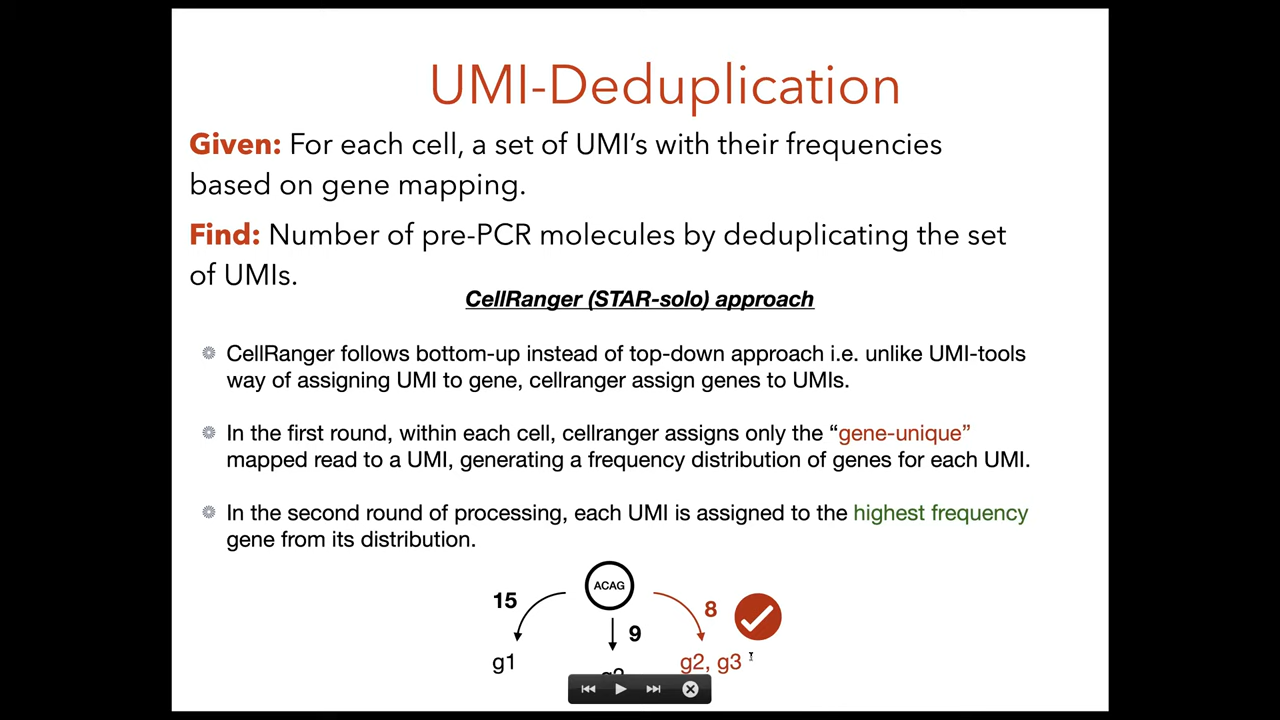 UMI-Deduplication
Given: For each cell, a set of UMI's with their frequencies
based on gene mapping.
Find: Number of pre-PCR molecules by deduplicating the set
of UMIs.
CellRanger (STAR-solo) approach
CellRanger follows bottom-up instead of top-down approach i.e. unlike UMI-tools
way of assigning UMI to gene, cellranger assign genes to UMIs.
In the first round, within each cell, cellranger assigns only the “gene-unique”
mapped read to a UMI, generating a frequency distribution of genes for each UMI.
In the second round of processing, each UMI is assigned to the highest frequency
gene from its distribution.
ACAG
15
9
8
g1
g2, g3